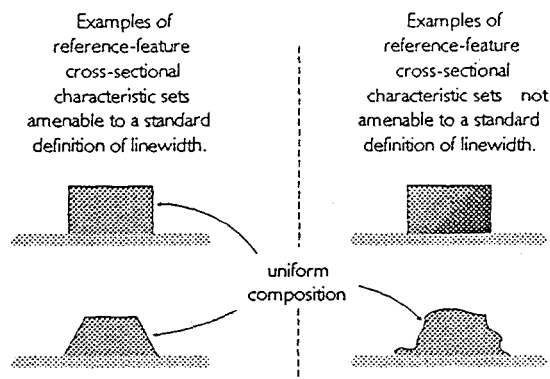 Examples of
reference-feature
cross-sectional
characteristic sets
amenable to a standard
definition of linewidth.
Examples of
reference-feature
cross-sectional
characteristic sets not
amenable to a standard
definition of linewidth.
uniform
composition